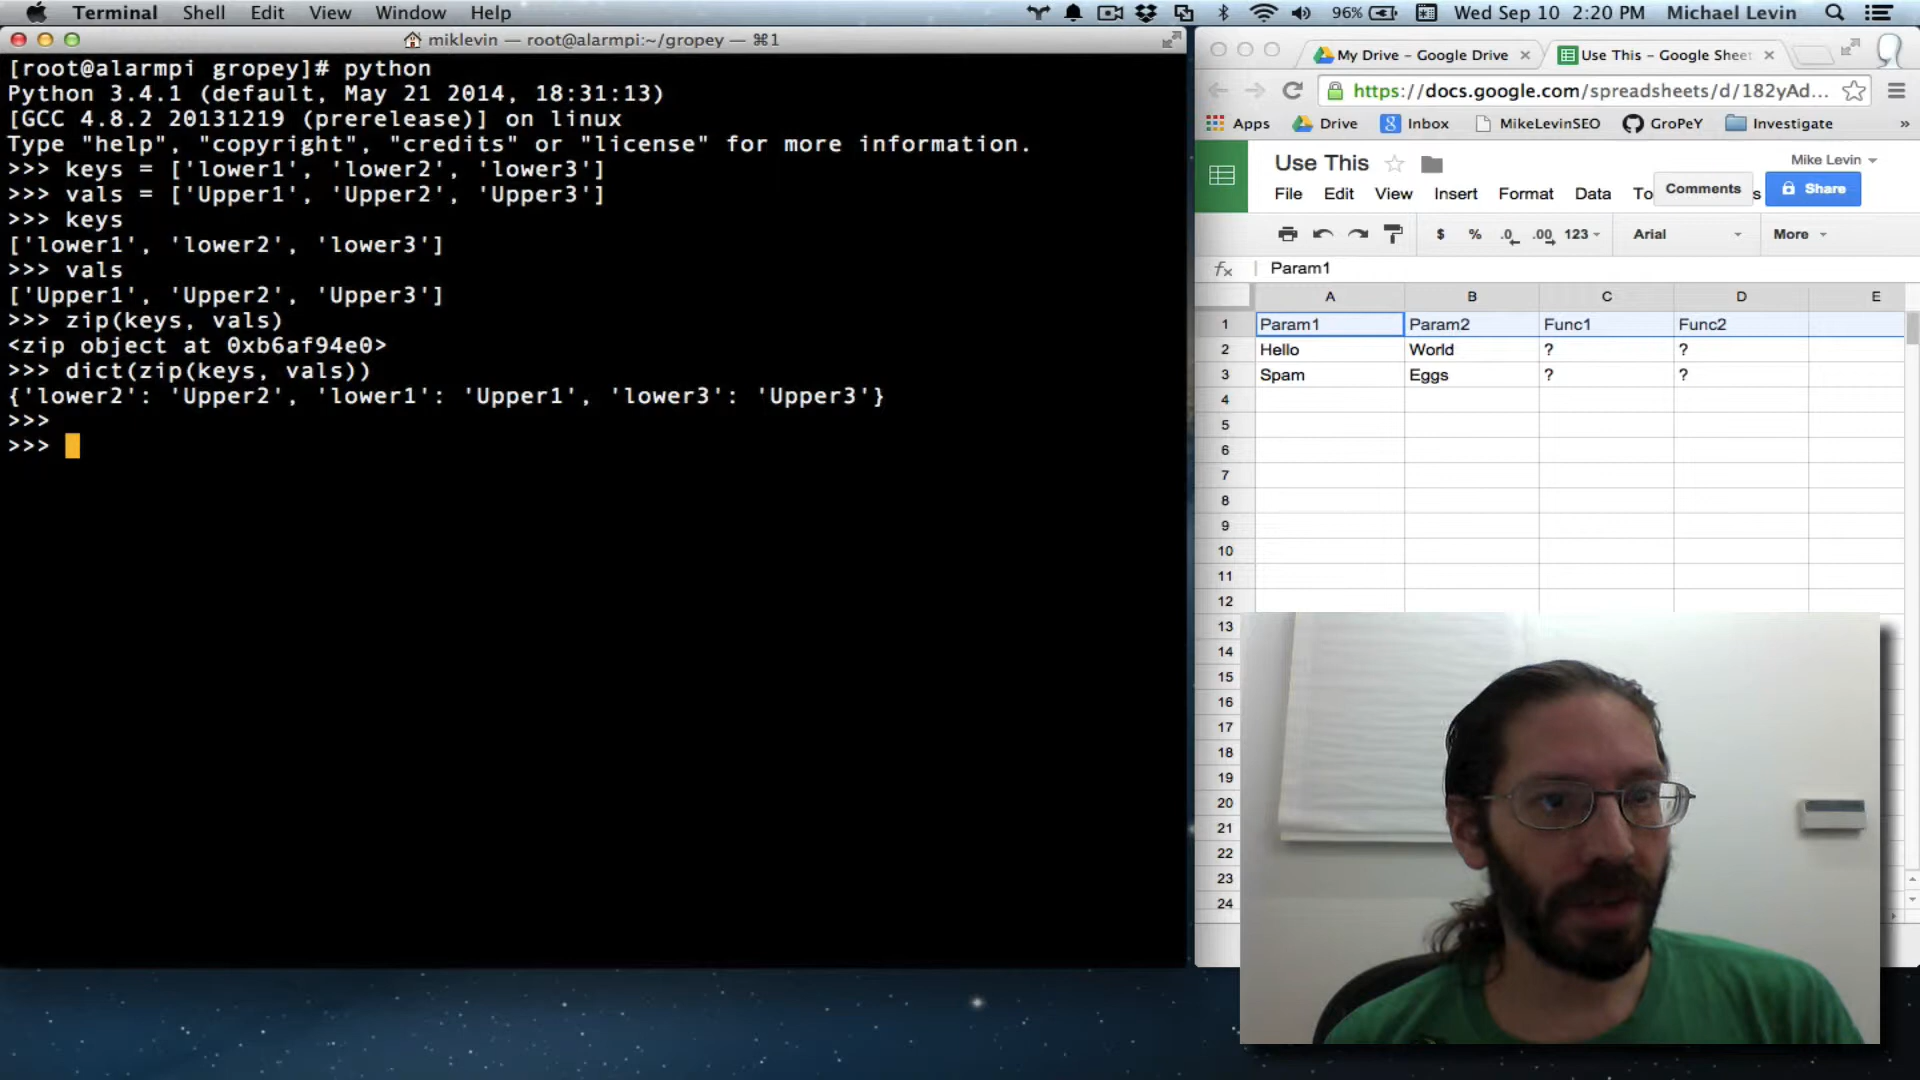 Terminal Shell Edit View Window Help 96% Wed Sep 10 2:20 PM Michael Levin
miklevin — root@alarmpi:~/gropey — ⌘1
[root@alarmpi gropey]# python
Python 3.4.1 (default, May 21 2014, 18:31:13)
[GCC 4.8.2 20131219 (prerelease)] on linux
Type "help", "copyright", "credits" or "license" for more information.
>>> keys = ['lower1', 'lower2', 'lower3']
>>> vals = ['Upper1', 'Upper2', 'Upper3']
>>> keys
['lower1', 'lower2', 'lower3']
>>> vals
['Upper1', 'Upper2', 'Upper3']
>>> zip(keys, vals)
<zip object at 0xb6af94e0>
>>> dict(zip(keys, vals))
{'lower2': 'Upper2', 'lower1': 'Upper1', 'lower3': 'Upper3'}
>>>
>>>
My Drive – Google Drive × Use This – Google Sheet ×
https://docs.google.com/spreadsheets/d/182yAd...
Apps Drive 8 Inbox MikeLevinSEO GroPeY Investigate »
Use This
Mike Levin
File Edit View Insert Format Data To s Comments Share
$ % .0 .00 123 Arial More
fx Param1
A B C D E
1 Param1 Param2 Func1 Func2
2 Hello World ? ?
3 Spam Eggs ? ?
4
5
6
7
8
9
10
11
12
13
14
15
16
17
18
19
20
21
22
23
24